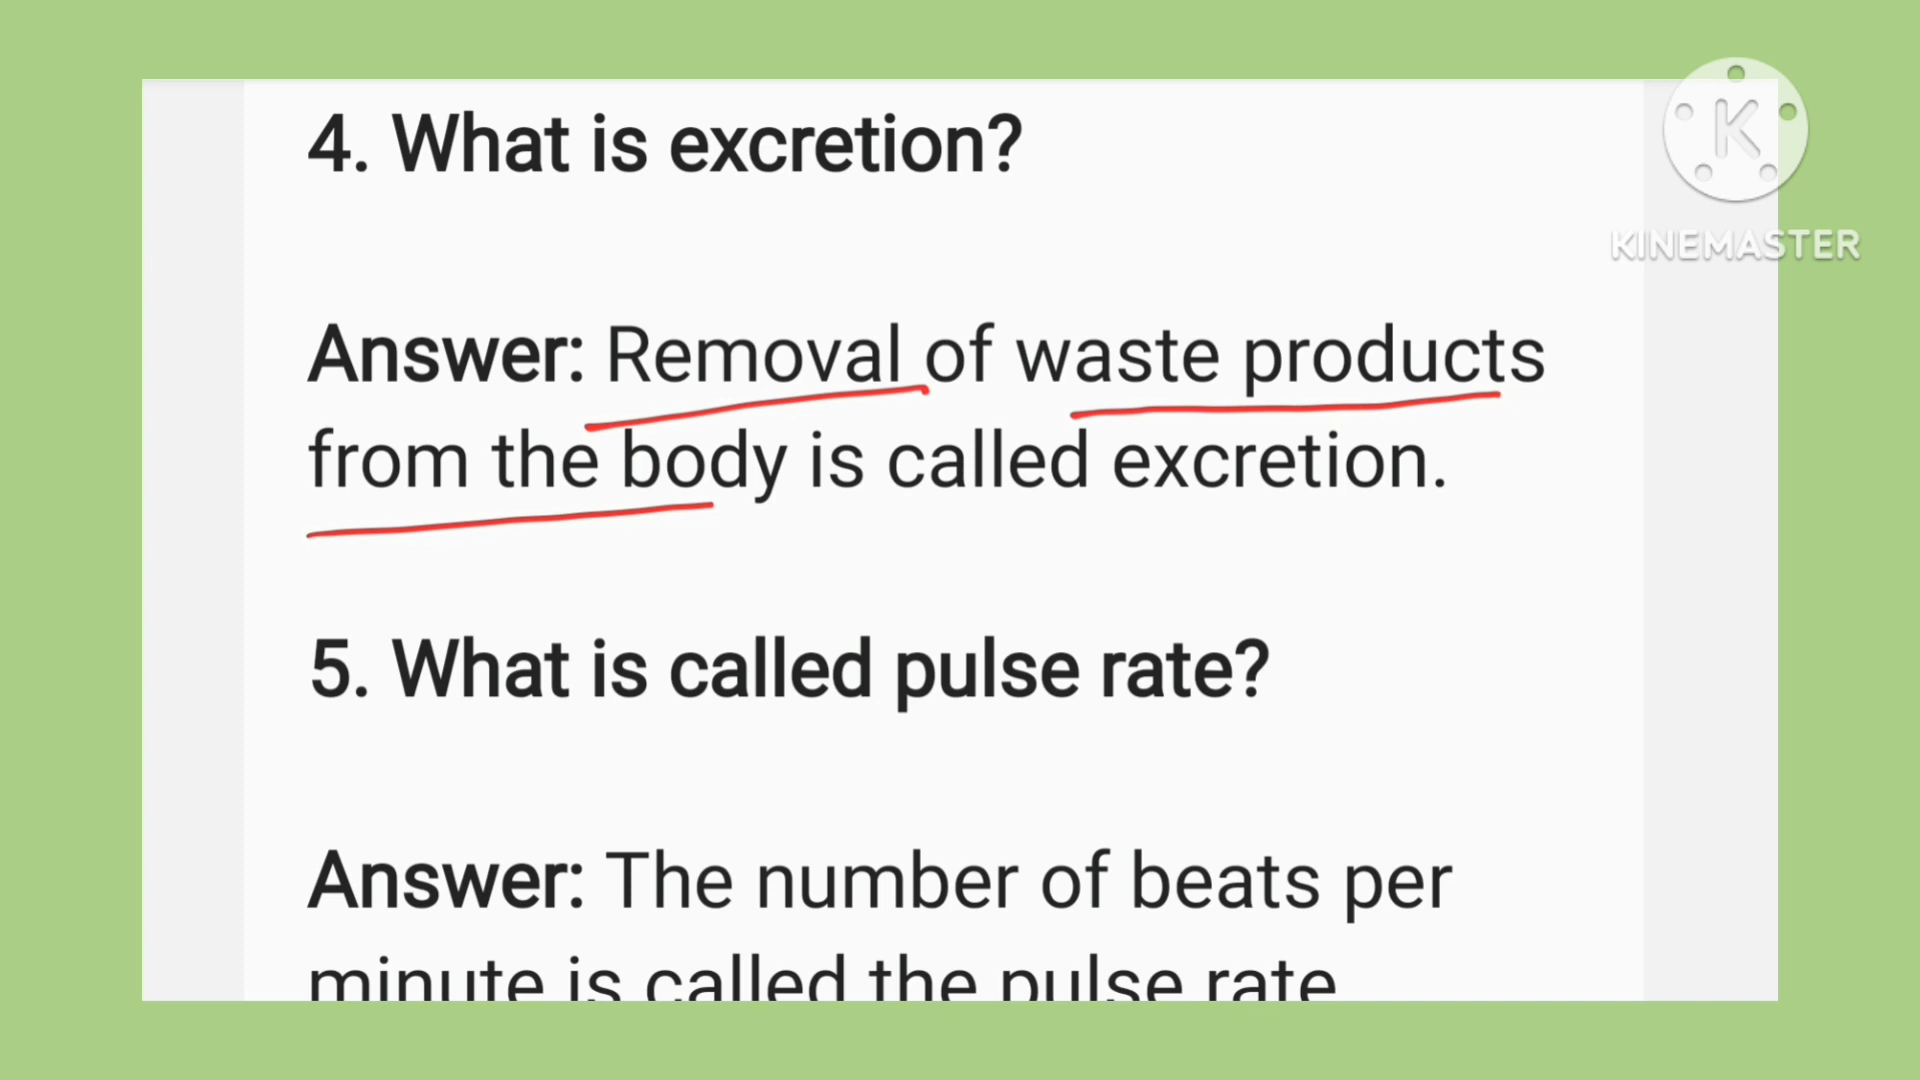 4. What is excretion?
K
KINEMASTER
Answer: Removal of waste products
from the body is called excretion.
5. What is called pulse rate?
Answer: The number of beats per
minute is called the pulse rate